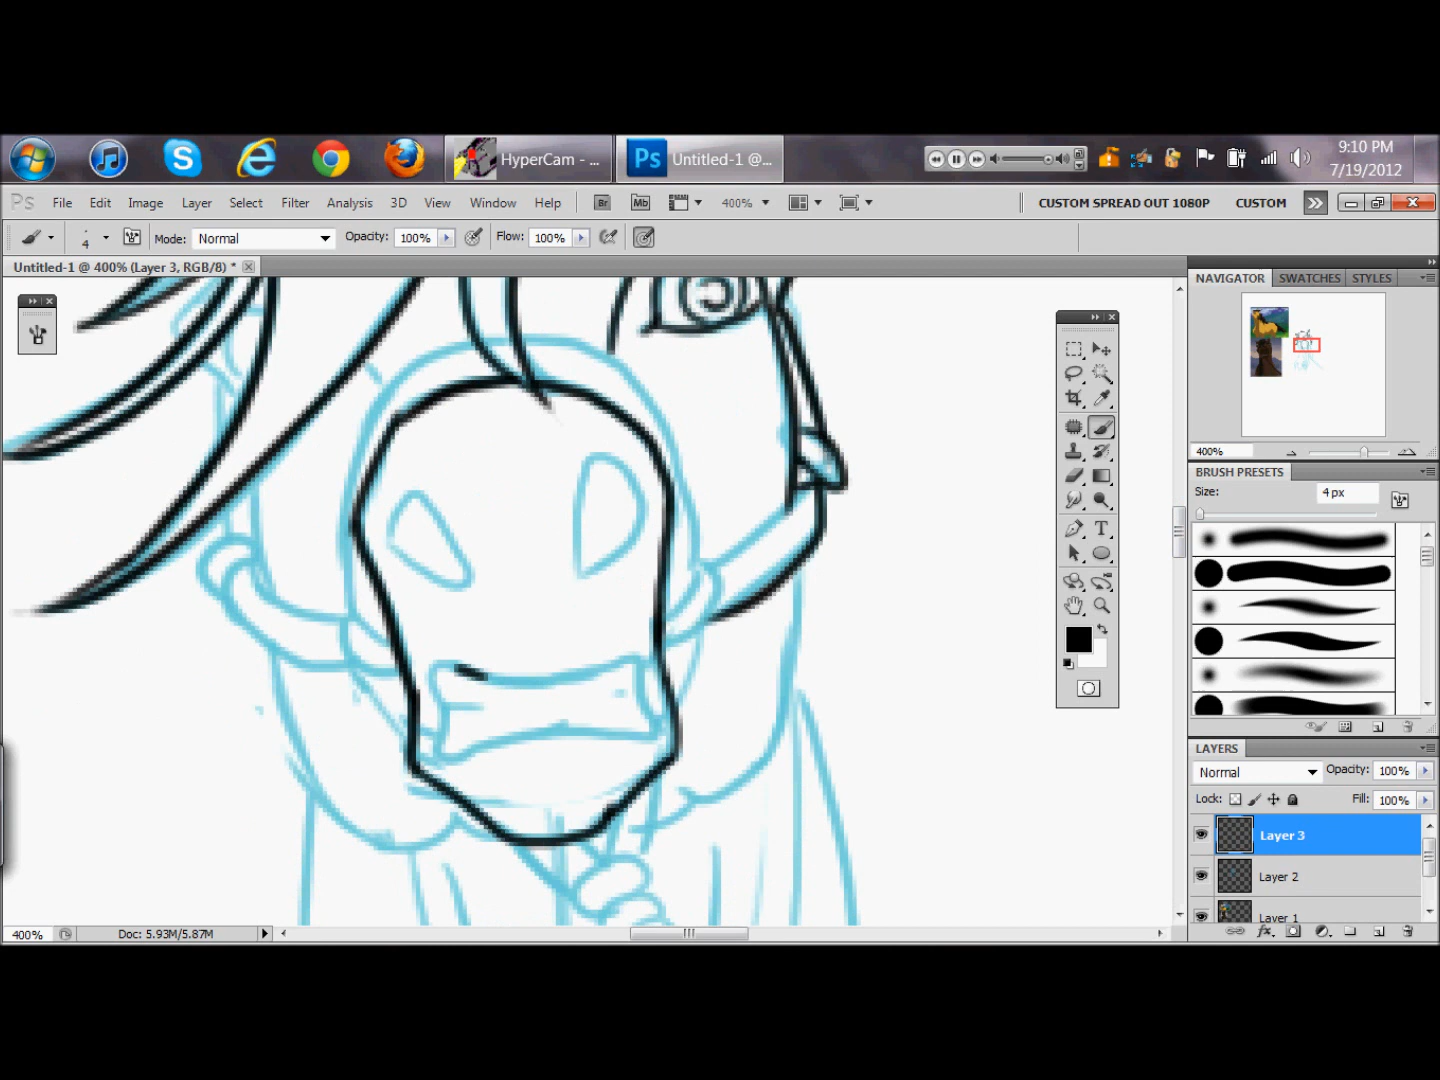 HyperCam - ...
Ps Untitled-1 @...
9:10 PM
7/19/2012
Ps File Edit Image Layer Select Filter Analysis 3D View Window Help Br Mb 400% CUSTOM SPREAD OUT 1080P CUSTOM
4 Mode: Normal Opacity: 100% Flow: 100%
Untitled-1 @ 400% (Layer 3, RGB/8) *
NAVIGATOR SWATCHES STYLES
400%
BRUSH PRESETS
Size: 4 px
LAYERS
Normal Opacity: 100%
Lock: Fill: 100%
Layer 3
Layer 2
Layer 1
fx
400% Doc: 5.93M/5.87M